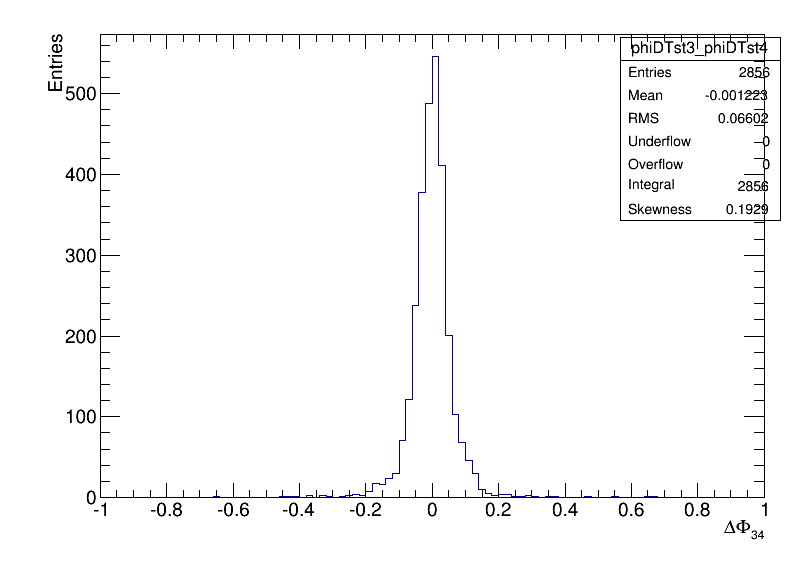 phiDTst3_phiDTst4
Entries 2856
Mean -0.001223
RMS 0.06602
Underflow 0
Overflow 0
Integral 2856
Skewness 0.1929
Entries
500
400
300
200
100
0
-1 -0.8 -0.6 -0.4 -0.2 0 0.2 0.4 0.6 0.8 1
ΔΦ34